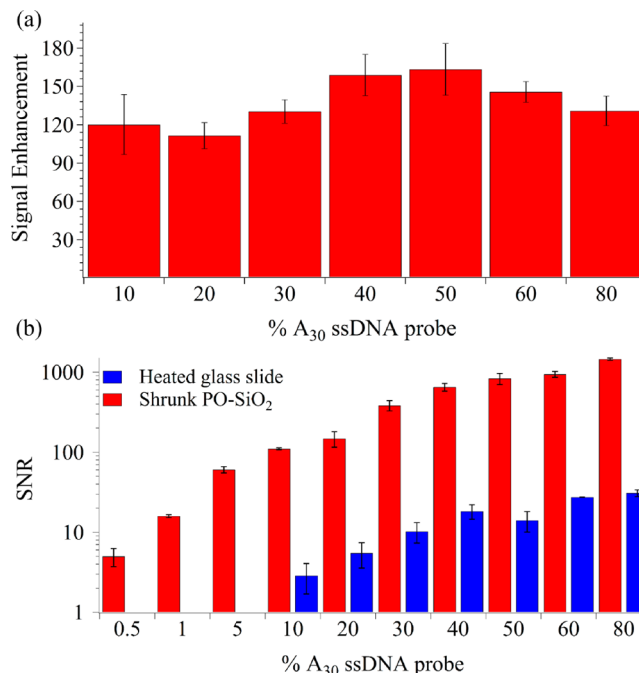 (a)
180
150
120
90
60
30
Signal Enhancement
10 20 30 40 50 60 80
% A₃₀ ssDNA probe
(b)
1000
100
10
1
SNR
Heated glass slide
Shrunk PO-SiO₂
0.5 1 5 10 20 30 40 50 60 80
% A₃₀ ssDNA probe